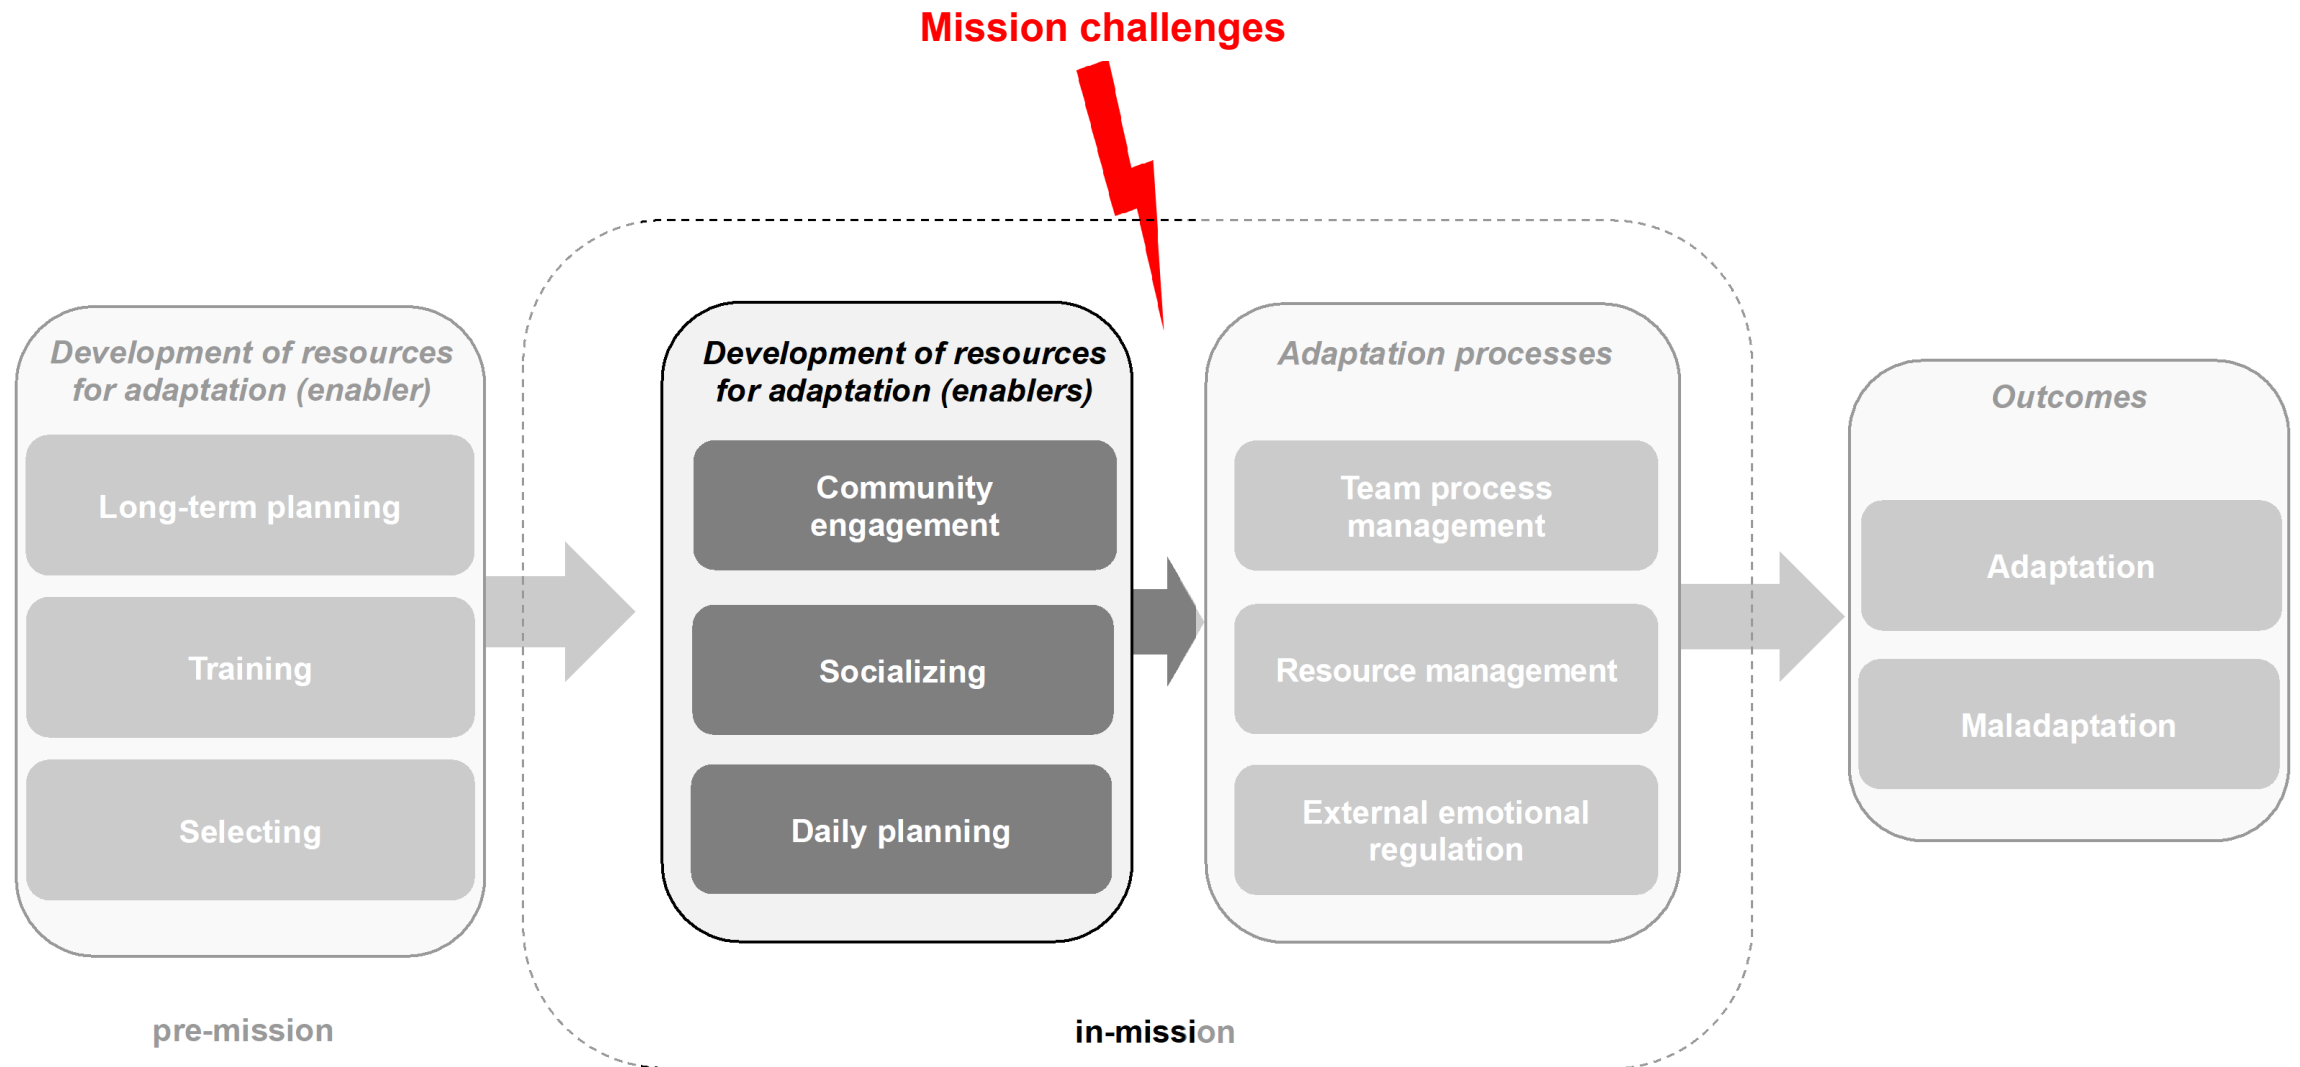 Mission challenges
Development of resources
for adaptation (enabler)
Long-term planning
Training
Selecting
pre-mission
Development of resources
for adaptation (enablers)
Community
engagement
Socializing
Daily planning
Adaptation processes
Team process
management
Resource management
External emotional
regulation
in-mission
Outcomes
Adaptation
Maladaptation